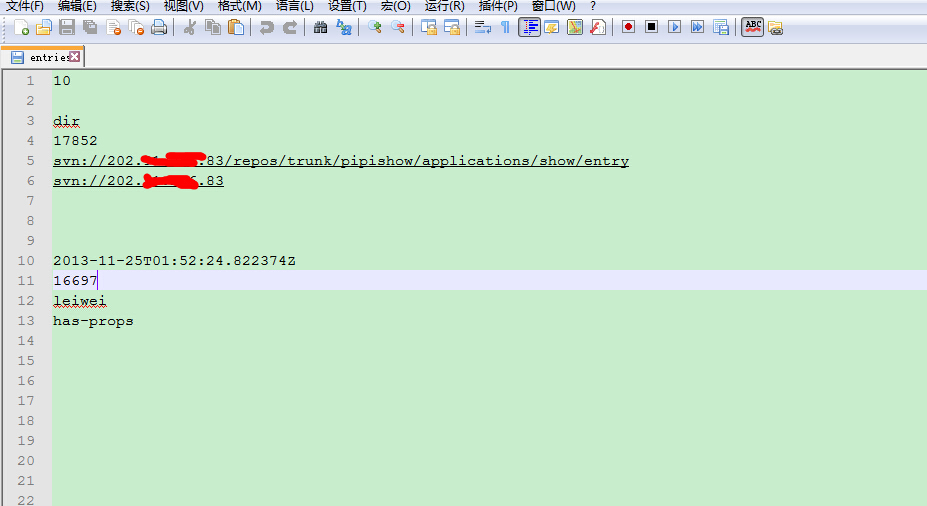 文件(F) 编辑(E) 搜索(S) 视图(V) 格式(M) 语言(L) 设置(T) 宏(O) 运行(R) 插件(P) 窗口(W) ?
ABC
entries
1 10
2
3 dir
4 17852
5 svn://202. .83/repos/trunk/pipishow/applications/show/entry
6 svn://202. .83
7
8
9
10 2013-11-25T01:52:24.822374Z
11 16697
12 leiwei
13 has-props
14
15
16
17
18
19
20
21
22